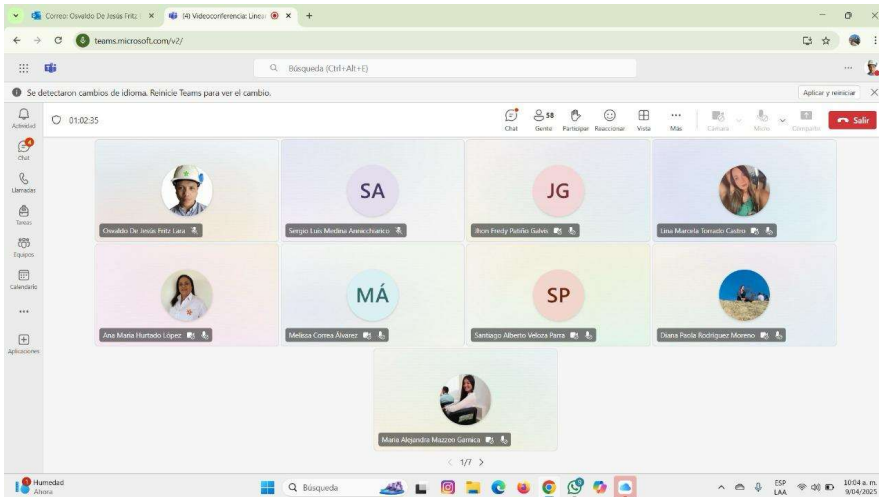 Correo: Osvaldo De Jesús Fritz
(4) Videoconferencia: Linea
teams.microsoft.com/v2/
Búsqueda (Ctrl+Alt+E)
Se detectaron cambios de idioma. Reinicie Teams para ver el cambio.
Aplicar y reiniciar
Actividad
Chat
Llamadas
Tareas
Equipos
Calendario
Aplicaciones
01:02:35
Chat
58
Gente
Participar
Reaccionar
Vista
Más
Cámara
Micro
Compartir
Salir
Osvaldo De Jesús Fritz Lara
SA
Sergio Luis Medina Annicchiarico
JG
Jhon Fredy Patiño Galvis
Lina Marcela Tornado Castro
Ana María Hurtado López
MÁ
Melissa Correa Álvarez
SP
Santiago Alberto Veloza Parra
Diana Paola Rodríguez Moreno
María Alejandra Mazzeo Garnica
1/7
Humedad
Ahora
Búsqueda
ESP
LAA
10:04 a. m.
9/04/2025